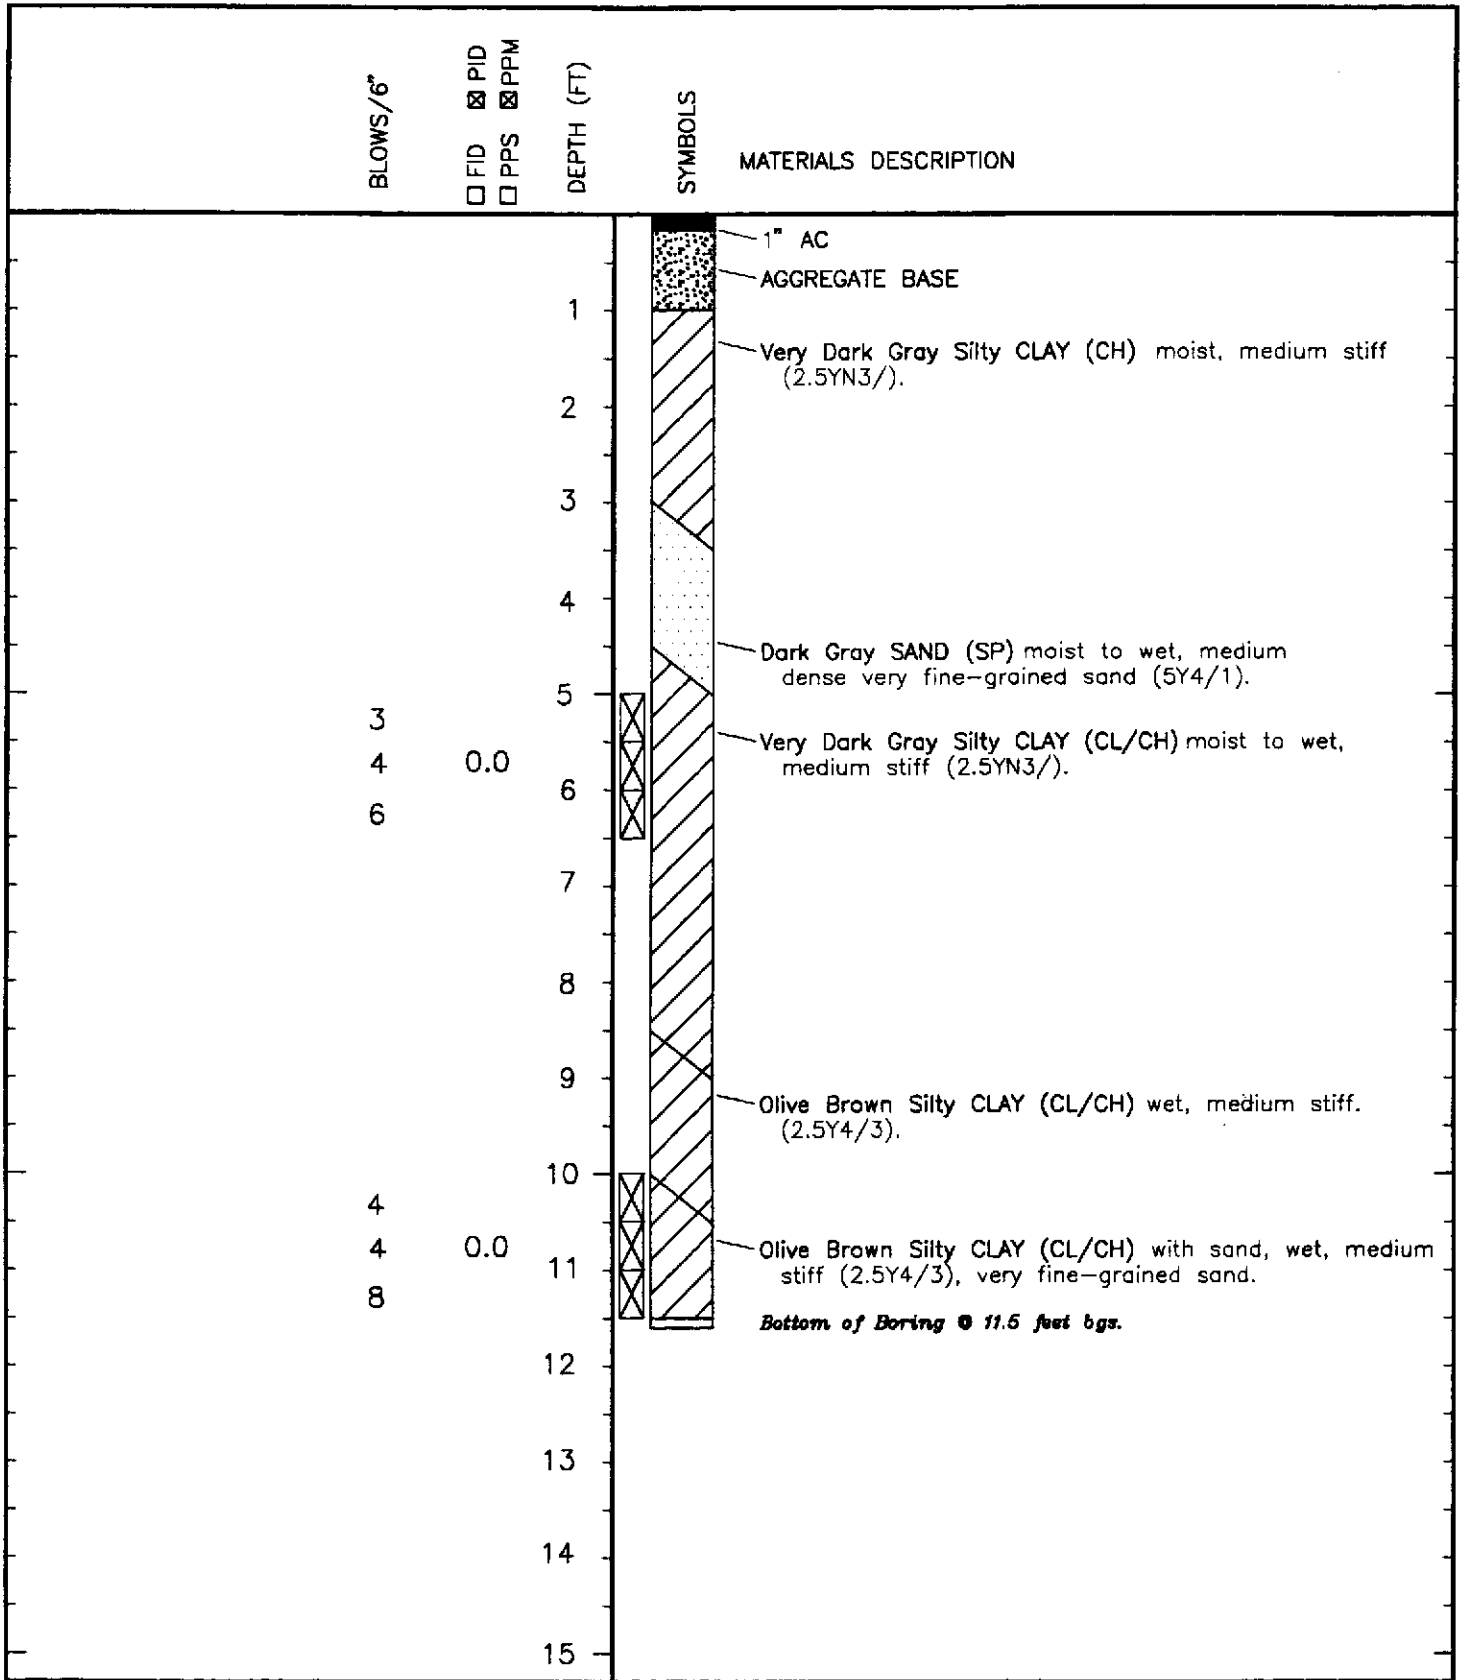 BLOWS/6"
☐ FID ☒ PID
☐ PPS ☒ PPM
DEPTH (FT)
SYMBOLS
MATERIALS DESCRIPTION
1" AC
AGGREGATE BASE
1
Very Dark Gray Silty CLAY (CH) moist, medium stiff
(2.5YN3/).
2
3
4
Dark Gray SAND (SP) moist to wet, medium
dense very fine-grained sand (5Y4/1).
5
3
Very Dark Gray Silty CLAY (CL/CH) moist to wet,
4 0.0
medium stiff (2.5YN3/).
6
6
7
8
9
Olive Brown Silty CLAY (CL/CH) wet, medium stiff.
(2.5Y4/3).
10
4
4 0.0
Olive Brown Silty CLAY (CL/CH) with sand, wet, medium
11
stiff (2.5Y4/3), very fine-grained sand.
8
Bottom of Boring @ 11.5 feet bgs.
12
13
14
15